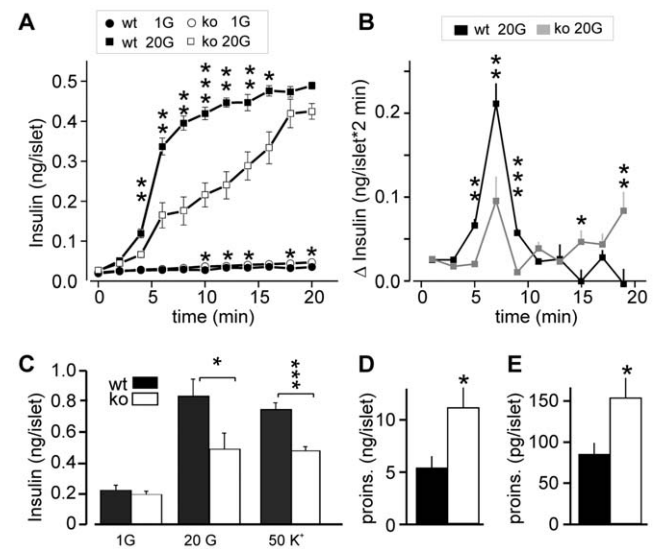 A
wt 1G ko 1G
wt 20G ko 20G
Insulin (ng/islet)
0.5
0.4
0.3
0.2
0.1
0.0
** ** ** *** ** ** *
* * * * *
0 5 10 15 20
time (min)
B
wt 20G ko 20G
Δ Insulin (ng/islet*2 min)
0.2
0.1
0.0
** ** *** * **
0 5 10 15 20
time (min)
C
wt
ko
Insulin (ng/islet)
1.0
0.8
0.6
0.4
0.2
0
* ***
1G 20 G 50 K⁺
D
proins. (ng/islet)
10
5
0
*
E
proins. (pg/islet)
150
100
50
0
*